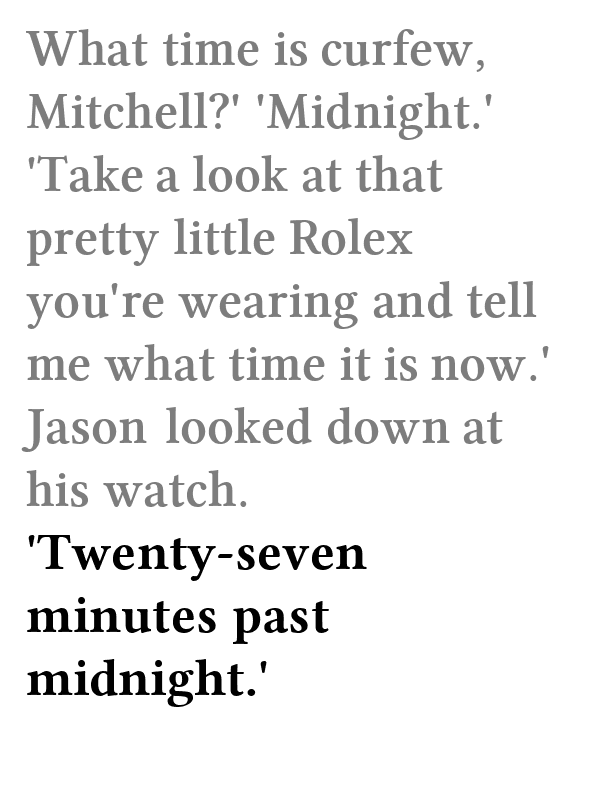 What time is curfew,
Mitchell?' 'Midnight.'
'Take a look at that
pretty little Rolex
you're wearing and tell
me what time it is now.'
Jason looked down at
his watch.
'Twenty-seven
minutes past
midnight.'